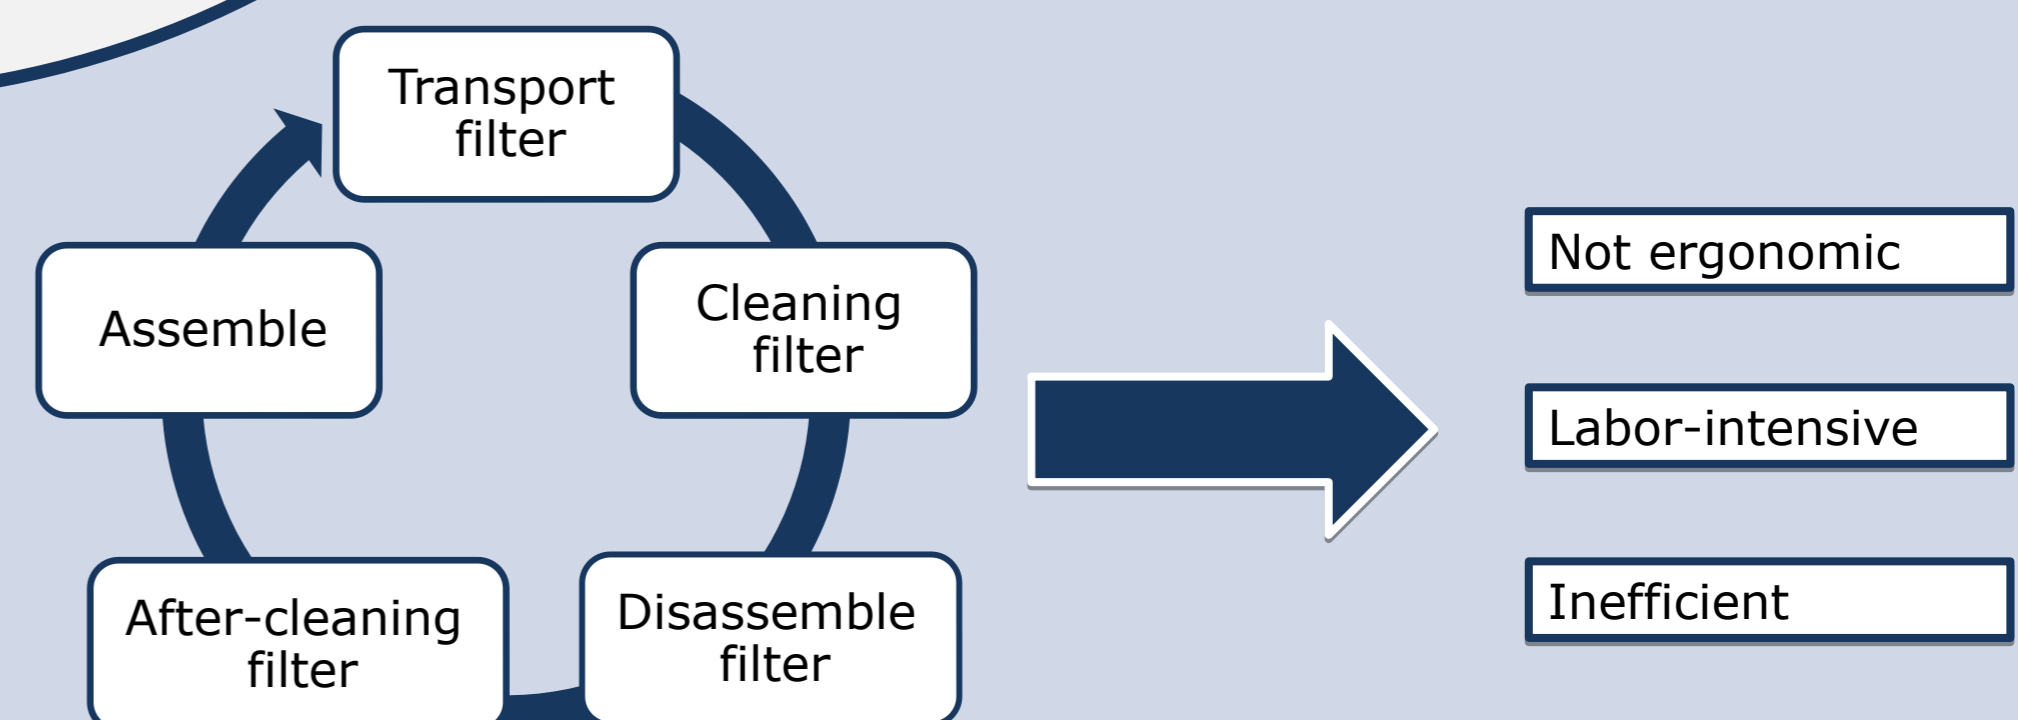 Transport
filter
Cleaning
filter
Disassemble
filter
After-cleaning
filter
Assemble
Not ergonomic
Labor-intensive
Inefficient